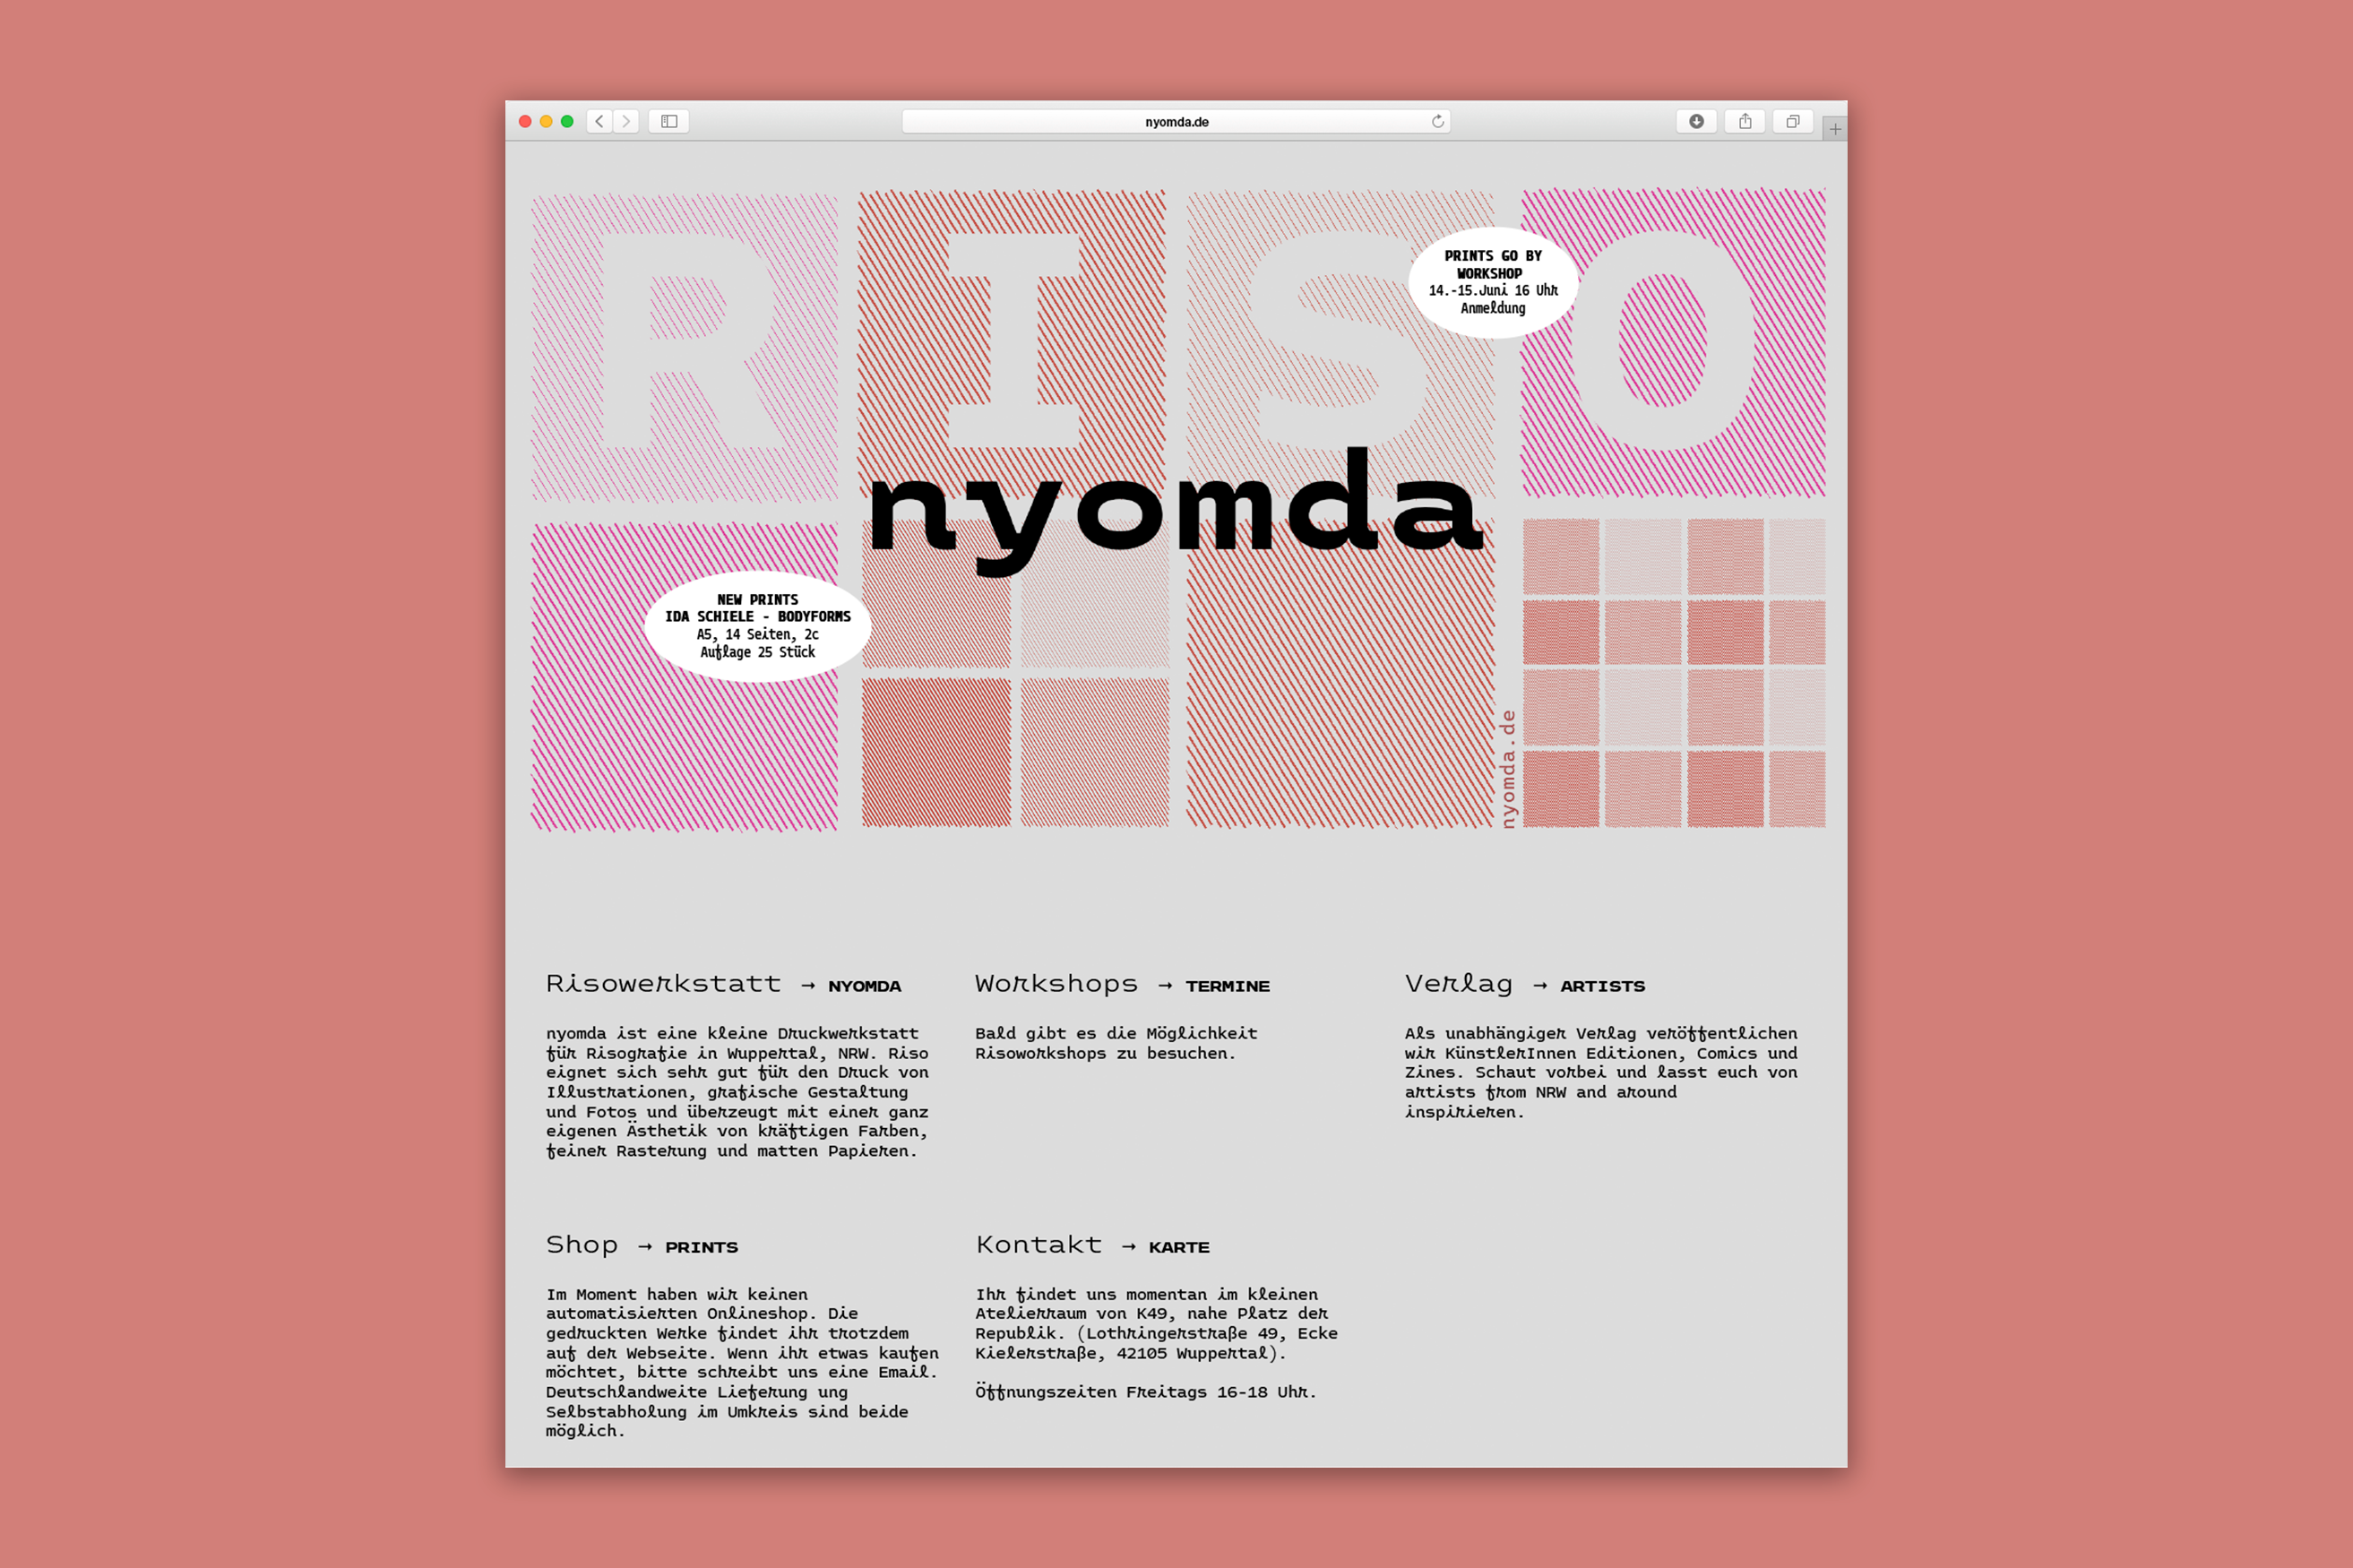 nyomda.de
RISO
PRINTS GO BY
WORKSHOP
14.-15.Juni 16 Uhr
Anmeldung
nyomda
NEW PRINTS
IDA SCHIELE - BODYFORMS
A5, 14 Seiten, 2c
Auflage 25 Stück
nyomda.de
Risowerkstatt → NYOMDA
nyomda ist eine kleine Druckwerkstatt
für Risografie in Wuppertal, NRW. Riso
eignet sich sehr gut für den Druck von
Illustrationen, grafische Gestaltung
und Fotos und überzeugt mit einer ganz
eigenen Ästhetik von kräftigen Farben,
feiner Rasterung und matten Papieren.
Workshops → TERMINE
Bald gibt es die Möglichkeit
Risoworkshops zu besuchen.
Verlag → ARTISTS
Als unabhängiger Verlag veröffentlichen
wir KünstlerInnen Editionen, Comics und
Zines. Schaut vorbei und lasst euch von
artists from NRW and around
inspirieren.
Shop → PRINTS
Im Moment haben wir keinen
automatisierten Onlineshop. Die
gedruckten Werke findet ihr trotzdem
auf der Webseite. Wenn ihr etwas kaufen
möchtet, bitte schreibt uns eine Email.
Deutschlandweite Lieferung ung
Selbstabholung im Umkreis sind beide
möglich.
Kontakt → KARTE
Ihr findet uns momentan im kleinen
Atelierraum von K49, nahe Platz der
Republik. (Lothringerstraße 49, Ecke
Kielerstraße, 42105 Wuppertal).
Öffnungszeiten Freitags 16-18 Uhr.